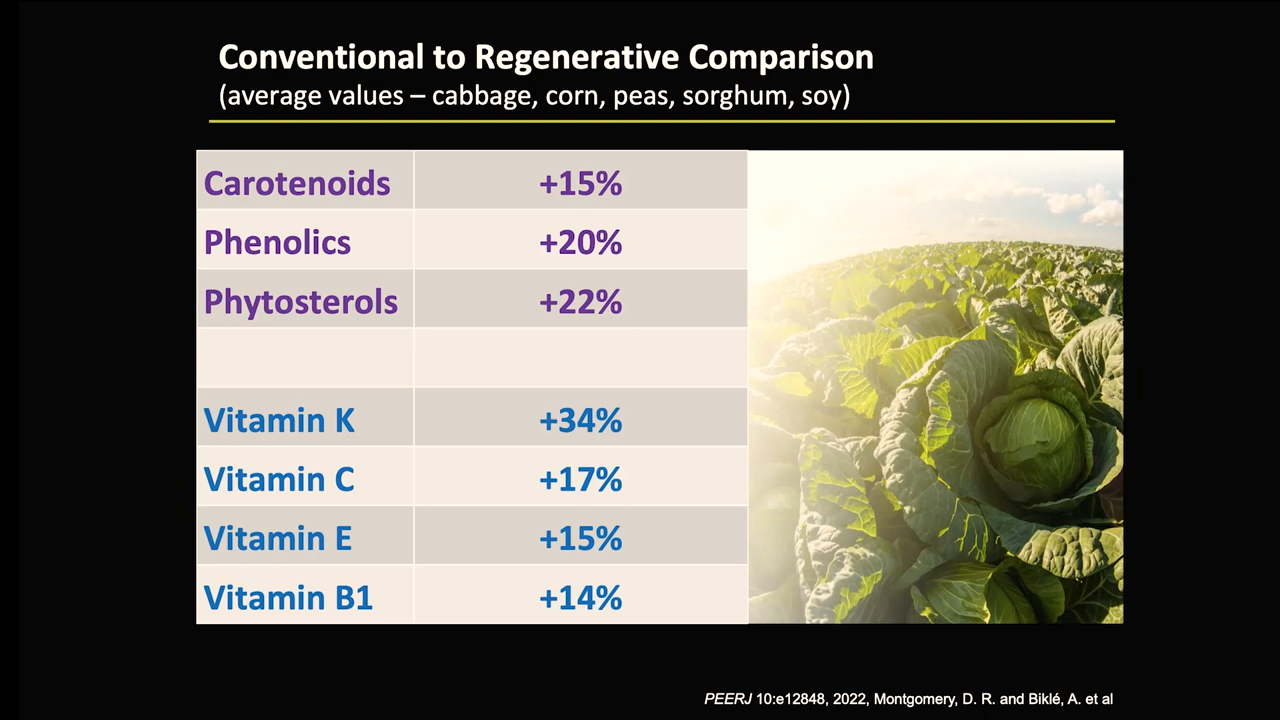 Conventional to Regenerative Comparison
(average values – cabbage, corn, peas, sorghum, soy)
Carotenoids +15%
Phenolics +20%
Phytosterols +22%
Vitamin K +34%
Vitamin C +17%
Vitamin E +15%
Vitamin B1 +14%
PEERJ 10:e12848, 2022, Montgomery, D. R. and Biklé, A. et al